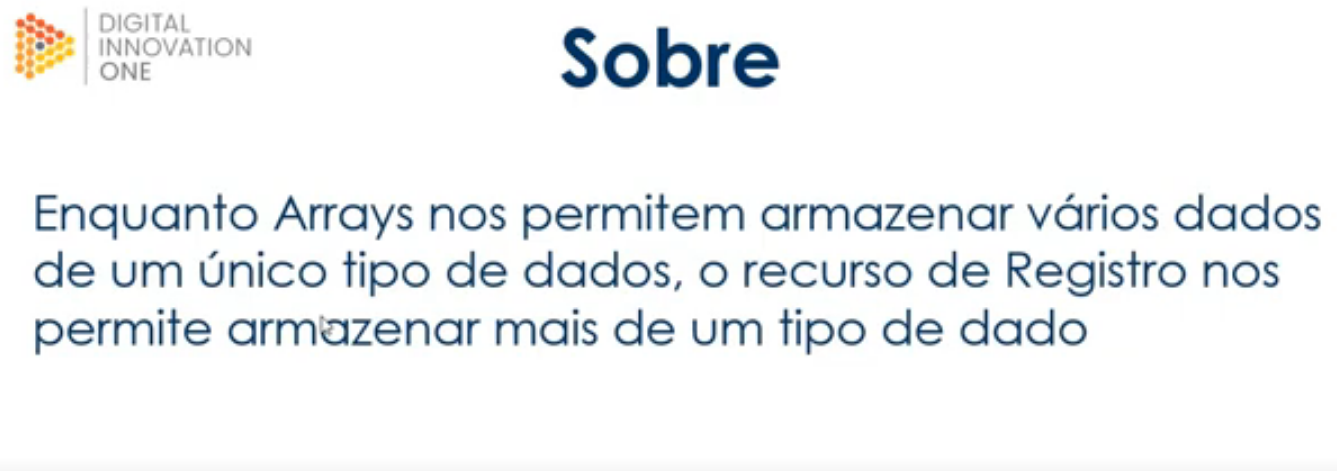 DIGITAL
INNOVATION
ONE
Sobre
Enquanto Arrays nos permitem armazenar vários dados
de um único tipo de dados, o recurso de Registro nos
permite armazenar mais de um tipo de dado